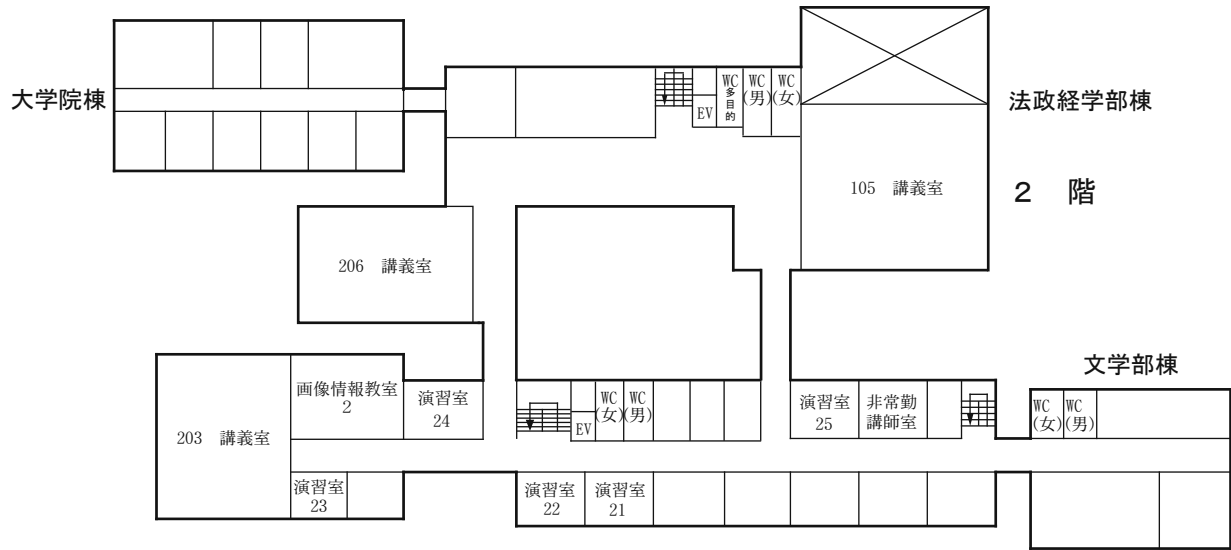 大学院棟
WC
多目的
WC
(男)
WC
(女)
EV
法政経学部棟
105 講義室
2 階
206 講義室
文学部棟
画像情報教室
2
演習室
24
203 講義室
演習室
23
EV
WC
(女)
WC
(男)
演習室
25
非常勤
講師室
WC
(女)
WC
(男)
演習室
22
演習室
21